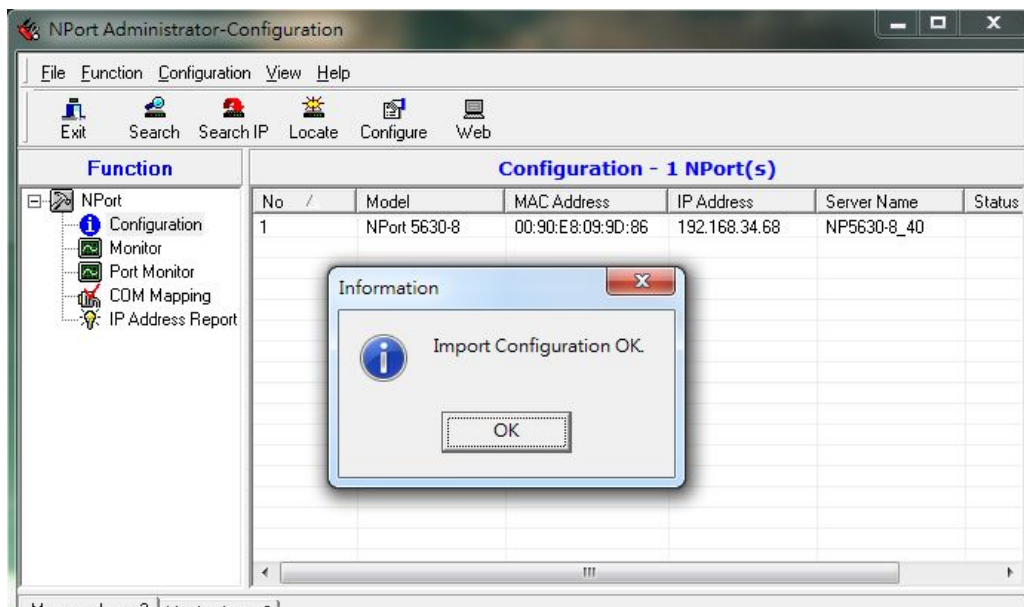 NPort Administrator-Configuration
File Function Configuration View Help
Exit Search Search IP Locate Configure Web
Function
Configuration - 1 NPort(s)
NPort
Configuration
Monitor
Port Monitor
COM Mapping
IP Address Report
No Model MAC Address IP Address Server Name Status
1 NPort 5630-8 00:90:E8:09:9D:86 192.168.34.68 NP5630-8_40
Information
Import Configuration OK.
OK